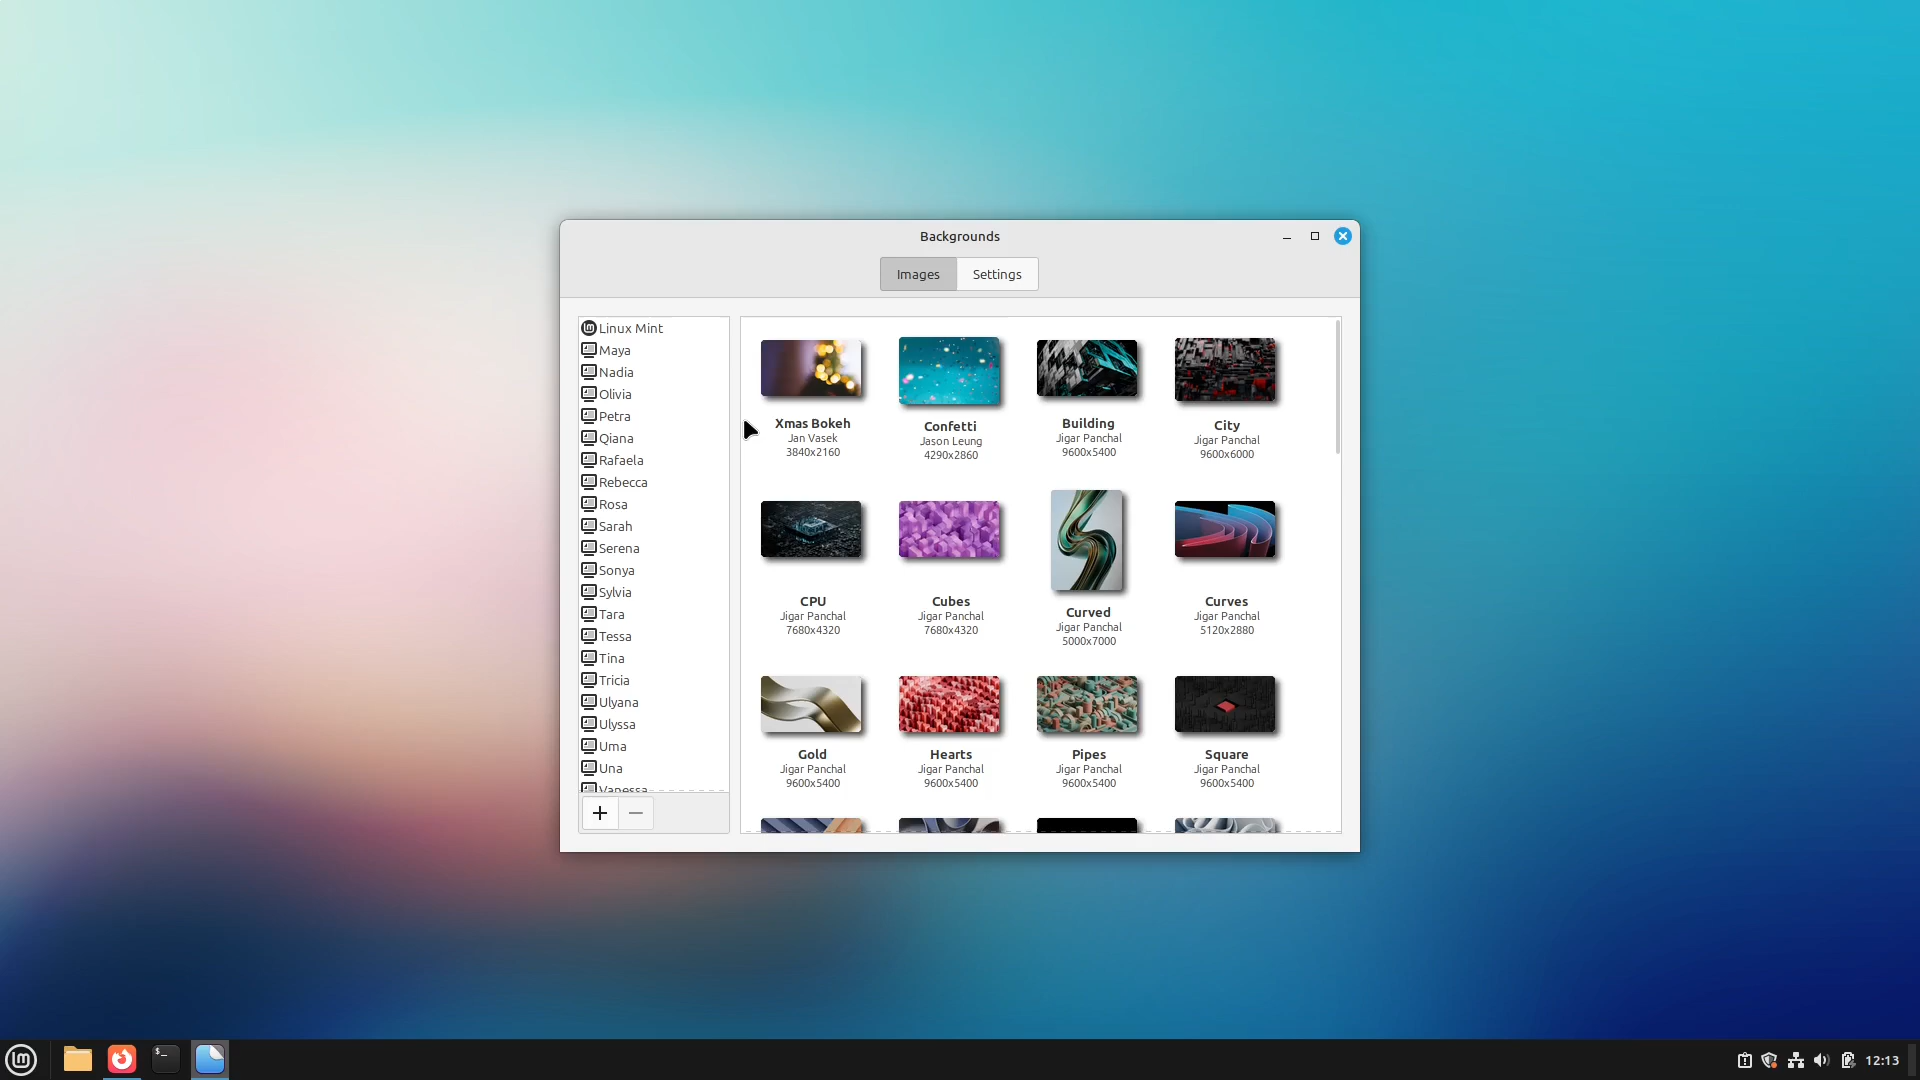 Backgrounds
Images
Settings
Linux Mint
Maya
Nadia
Olivia
Petra
Qiana
Rafaela
Rebecca
Rosa
Sarah
Serena
Sonya
Sylvia
Tara
Tessa
Tina
Tricia
Ulyana
Ulyssa
Uma
Una
Vanessa
Xmas Bokeh
Jan Vasek
3840x2160
Confetti
Jason Leung
4290x2860
Building
Jigar Panchal
9600x5400
City
Jigar Panchal
9600x6000
CPU
Jigar Panchal
7680x4320
Cubes
Jigar Panchal
7680x4320
Curved
Jigar Panchal
5000x7000
Curves
Jigar Panchal
5120x2880
Gold
Jigar Panchal
9600x5400
Hearts
Jigar Panchal
9600x5400
Pipes
Jigar Panchal
9600x5400
Square
Jigar Panchal
9600x5400
12:13